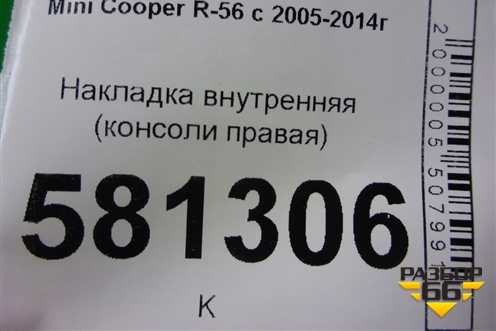 Mini Cooper R-56 с 2005-2014г
Накладка внутренняя
(консоли правая)
581306
К
2000005507991
РАЗБОР
66